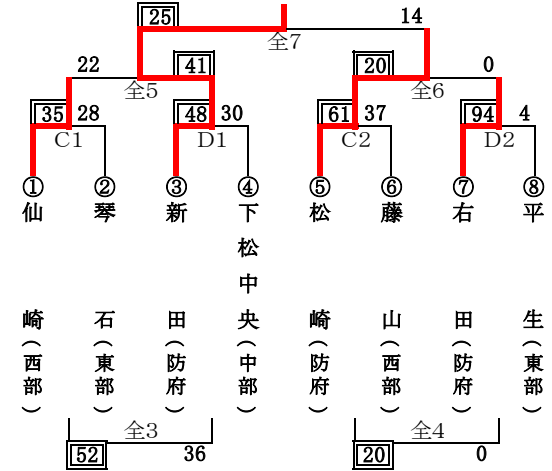 25 14
全7
22 41 20 0
全5 全6
35 28 48 30 61 37 94 4
C1 D1 C2 D2
① ② ③ ④ ⑤ ⑥ ⑦ ⑧
仙崎(西部)
琴石(東部)
新田(防府)
下松中央(中部)
松崎(防府)
藤山(西部)
右田(防府)
平生(東部)
全3 全4
52 36 20 0